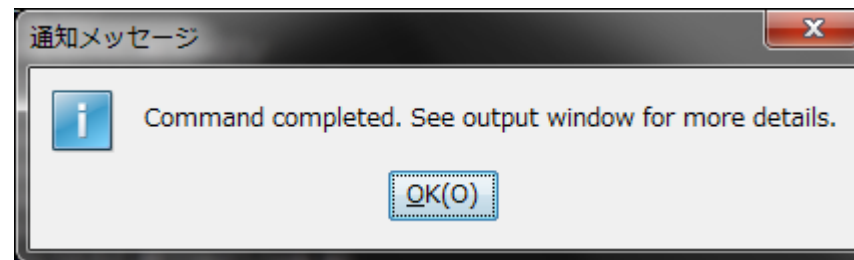 通知メッセージ
Command completed. See output window for more details.
OK(O)